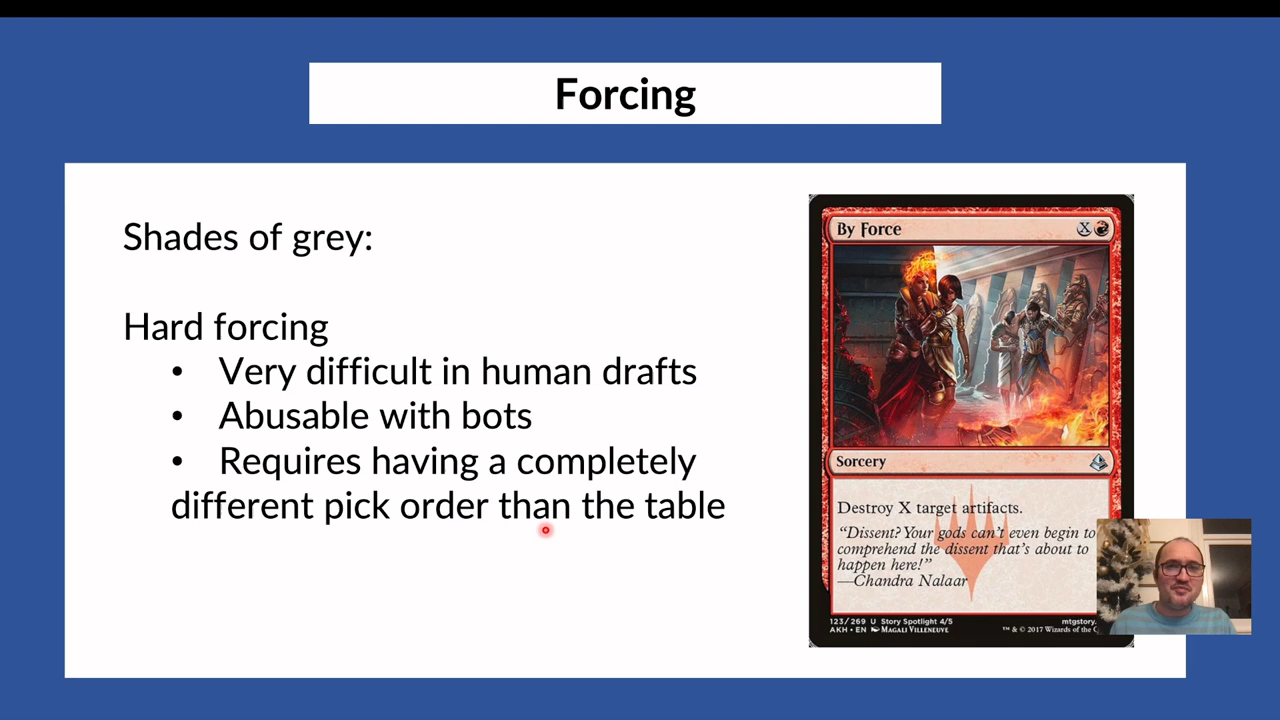 Forcing
Shades of grey:
Hard forcing
• Very difficult in human drafts
• Abusable with bots
• Requires having a completely
different pick order than the table
By Force X
Sorcery
Destroy X target artifacts.
“Dissent? Your gods can’t even begin to
comprehend the dissent that’s about to
happen here!”
—Chandra Nalaar
123/269 U Story Spotlight 4/5
mtgstory.
AKH • EN Magali Villeneuve
™ & © 2017 Wizards of the C